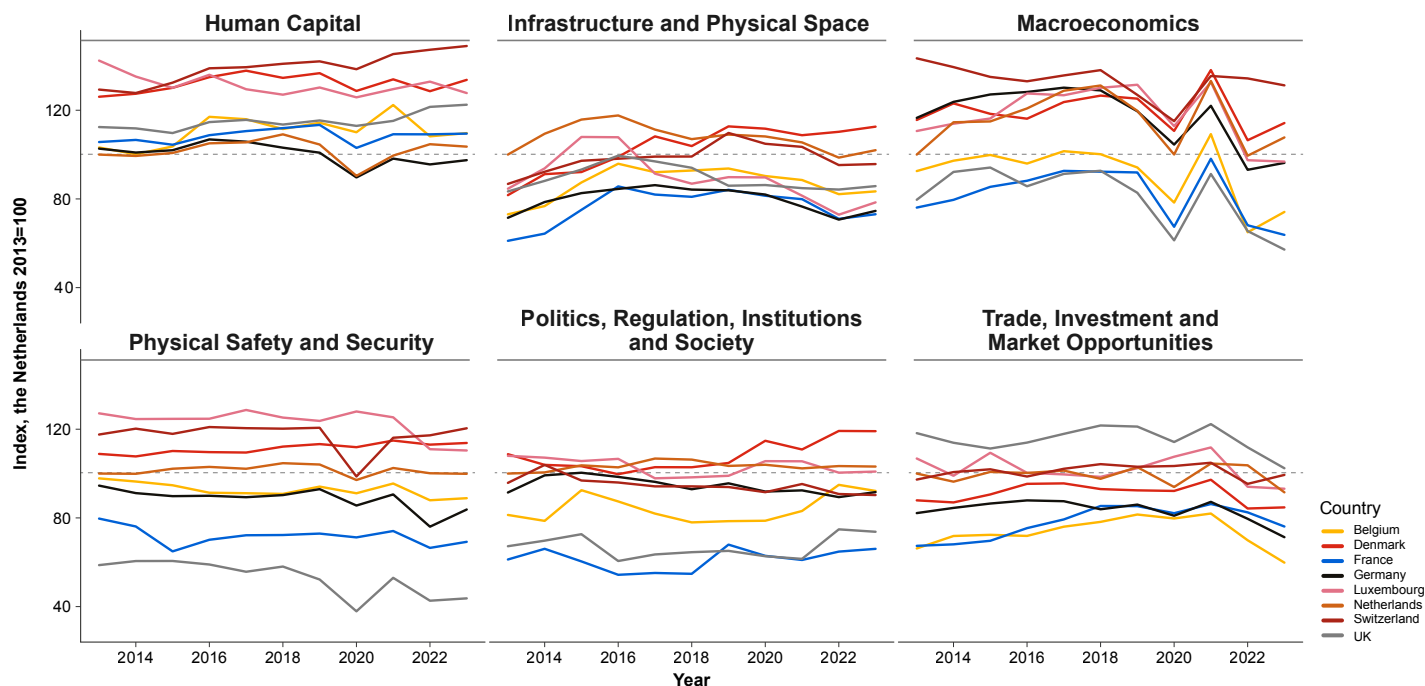 Human Capital
Infrastructure and Physical Space
Macroeconomics
120
80
40
Physical Safety and Security
Politics, Regulation, Institutions
and Society
Trade, Investment and
Market Opportunities
120
80
40
Index, the Netherlands 2013=100
2014
2016
2018
2020
2022
2014
2016
2018
2020
2022
2014
2016
2018
2020
2022
Year
Country
Belgium
Denmark
France
Germany
Luxembourg
Netherlands
Switzerland
UK